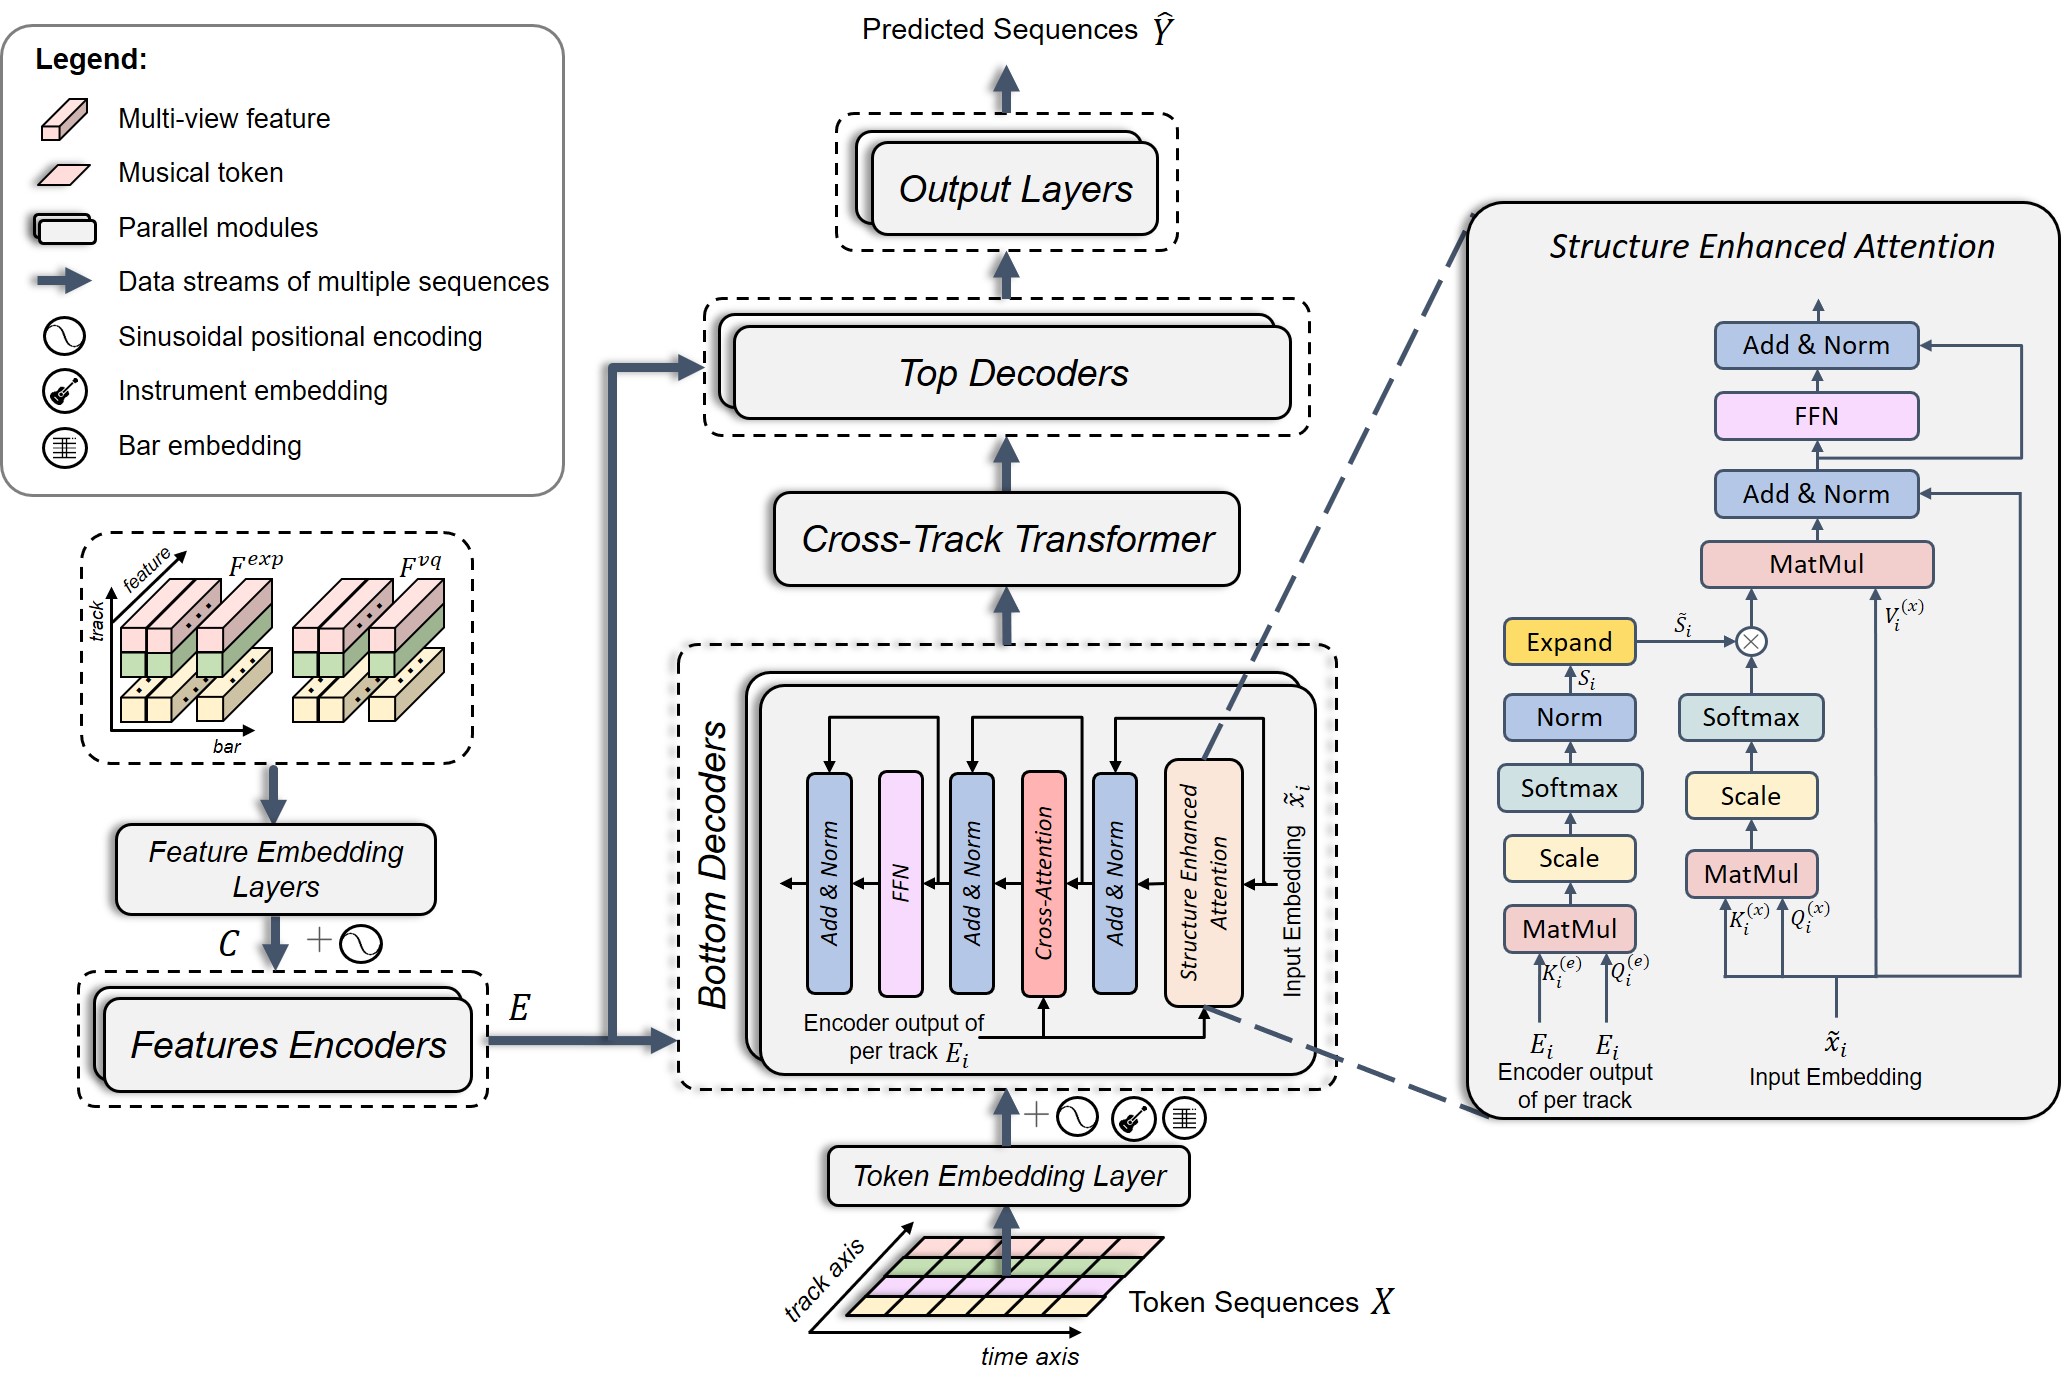 Legend:
Multi-view feature
Musical token
Parallel modules
Data streams of multiple sequences
Sinusoidal positional encoding
Instrument embedding
Bar embedding
Predicted Sequences Ŷ
Output Layers
Top Decoders
Cross-Track Transformer
track
feature
F^{exp}
F^{vq}
bar
Feature Embedding
Layers
C +
Features Encoders
E
Bottom Decoders
Add & Norm
FFN
Add & Norm
Cross-Attention
Add & Norm
Structure Enhanced
Attention
Input Embedding x̃_i
Encoder output of
per track E_i
+
Token Embedding Layer
track axis
time axis
Token Sequences X
Structure Enhanced Attention
Add & Norm
FFN
Add & Norm
MatMul
V_i^{(x)}
Expand
S̃_i
×
S_i
Norm
Softmax
Softmax
Scale
Scale
MatMul
MatMul
K_i^{(x)}
Q_i^{(x)}
K_i^{(e)}
Q_i^{(e)}
E_i
E_i
Encoder output
of per track
x̃_i
Input Embedding